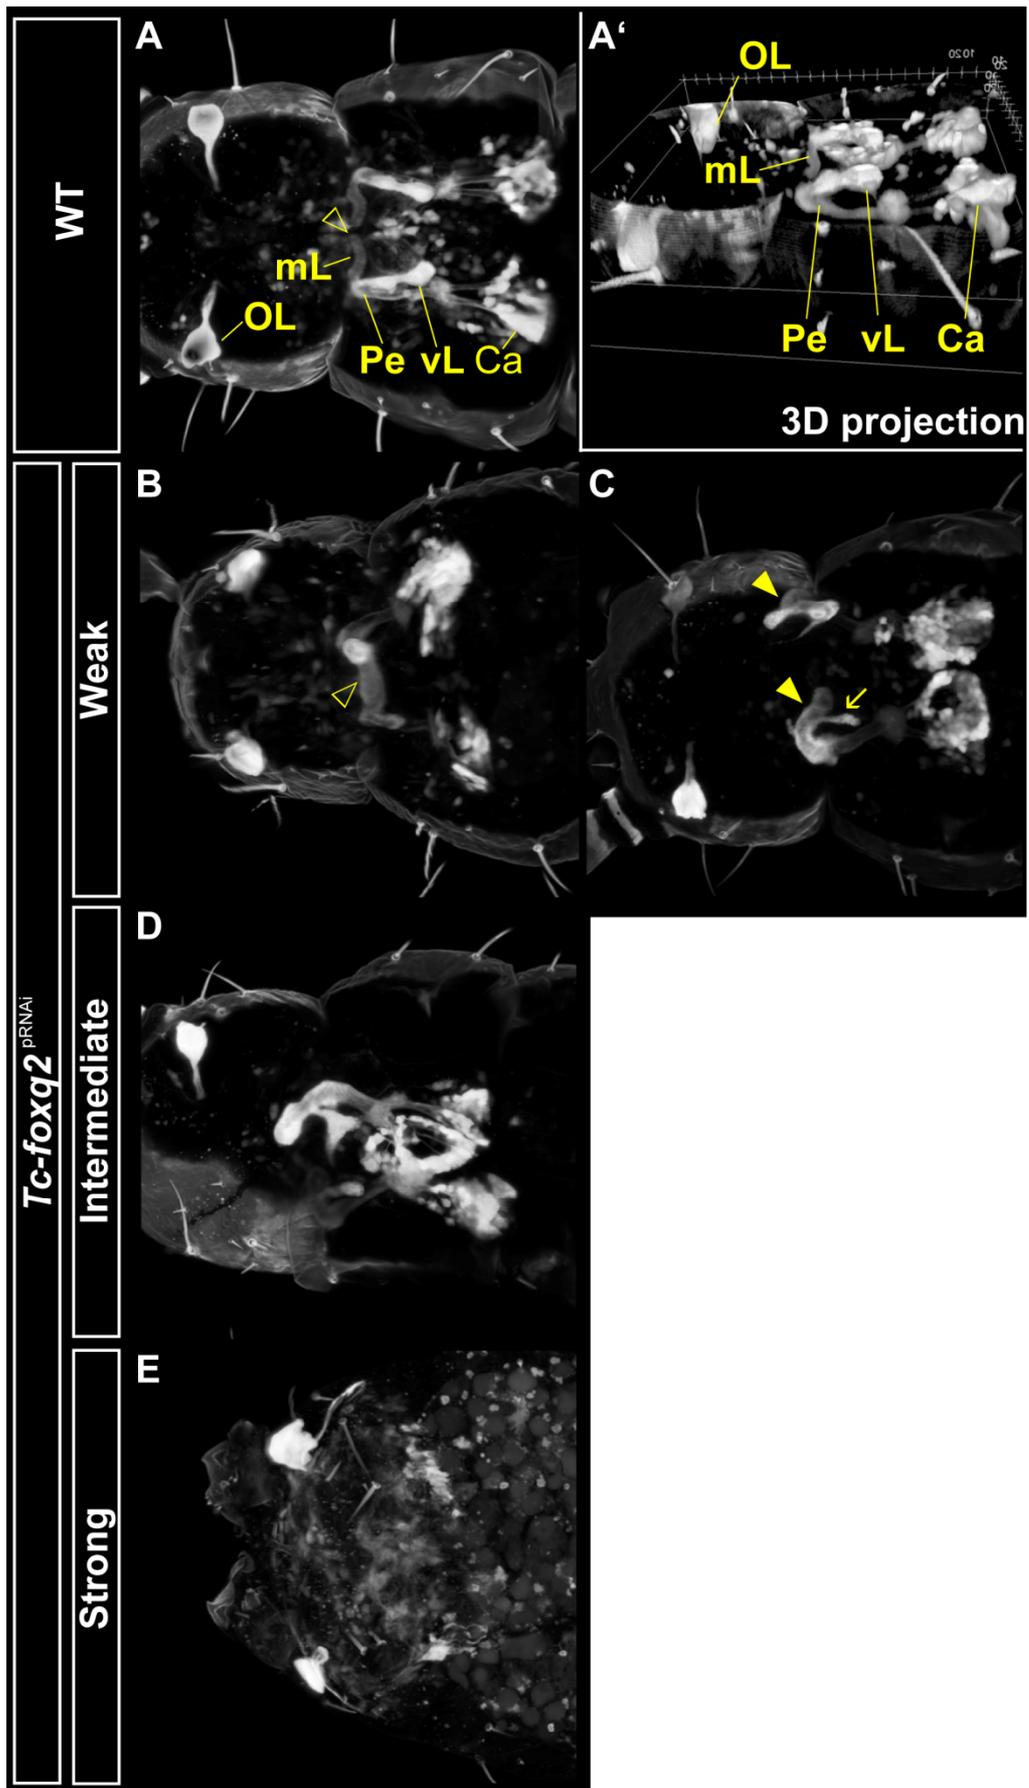 WT
A
OL
mL
Pe vL Ca
A‘
OL
mL
Pe vL Ca
3D projection
Tc-foxq2 pRNAi
Weak
B
C
Intermediate
D
Strong
E